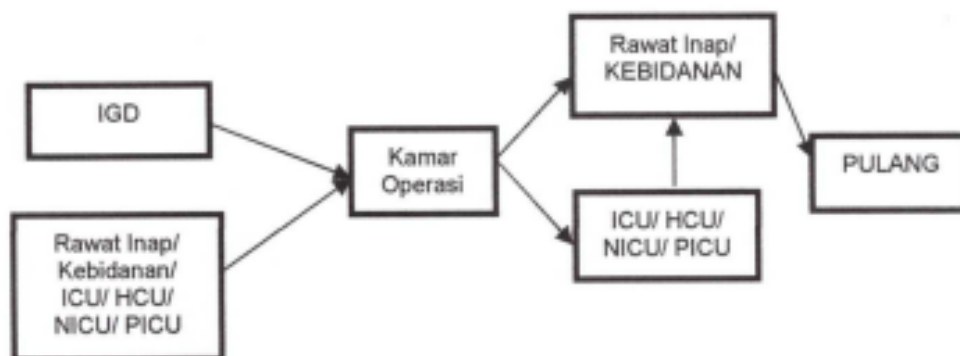 IGD
Rawat Inap/
Kebidanan/
ICU/ HCU/
NICU/ PICU
Kamar
Operasi
Rawat Inap/
KEBIDANAN
ICU/ HCU/
NICU/ PICU
PULANG